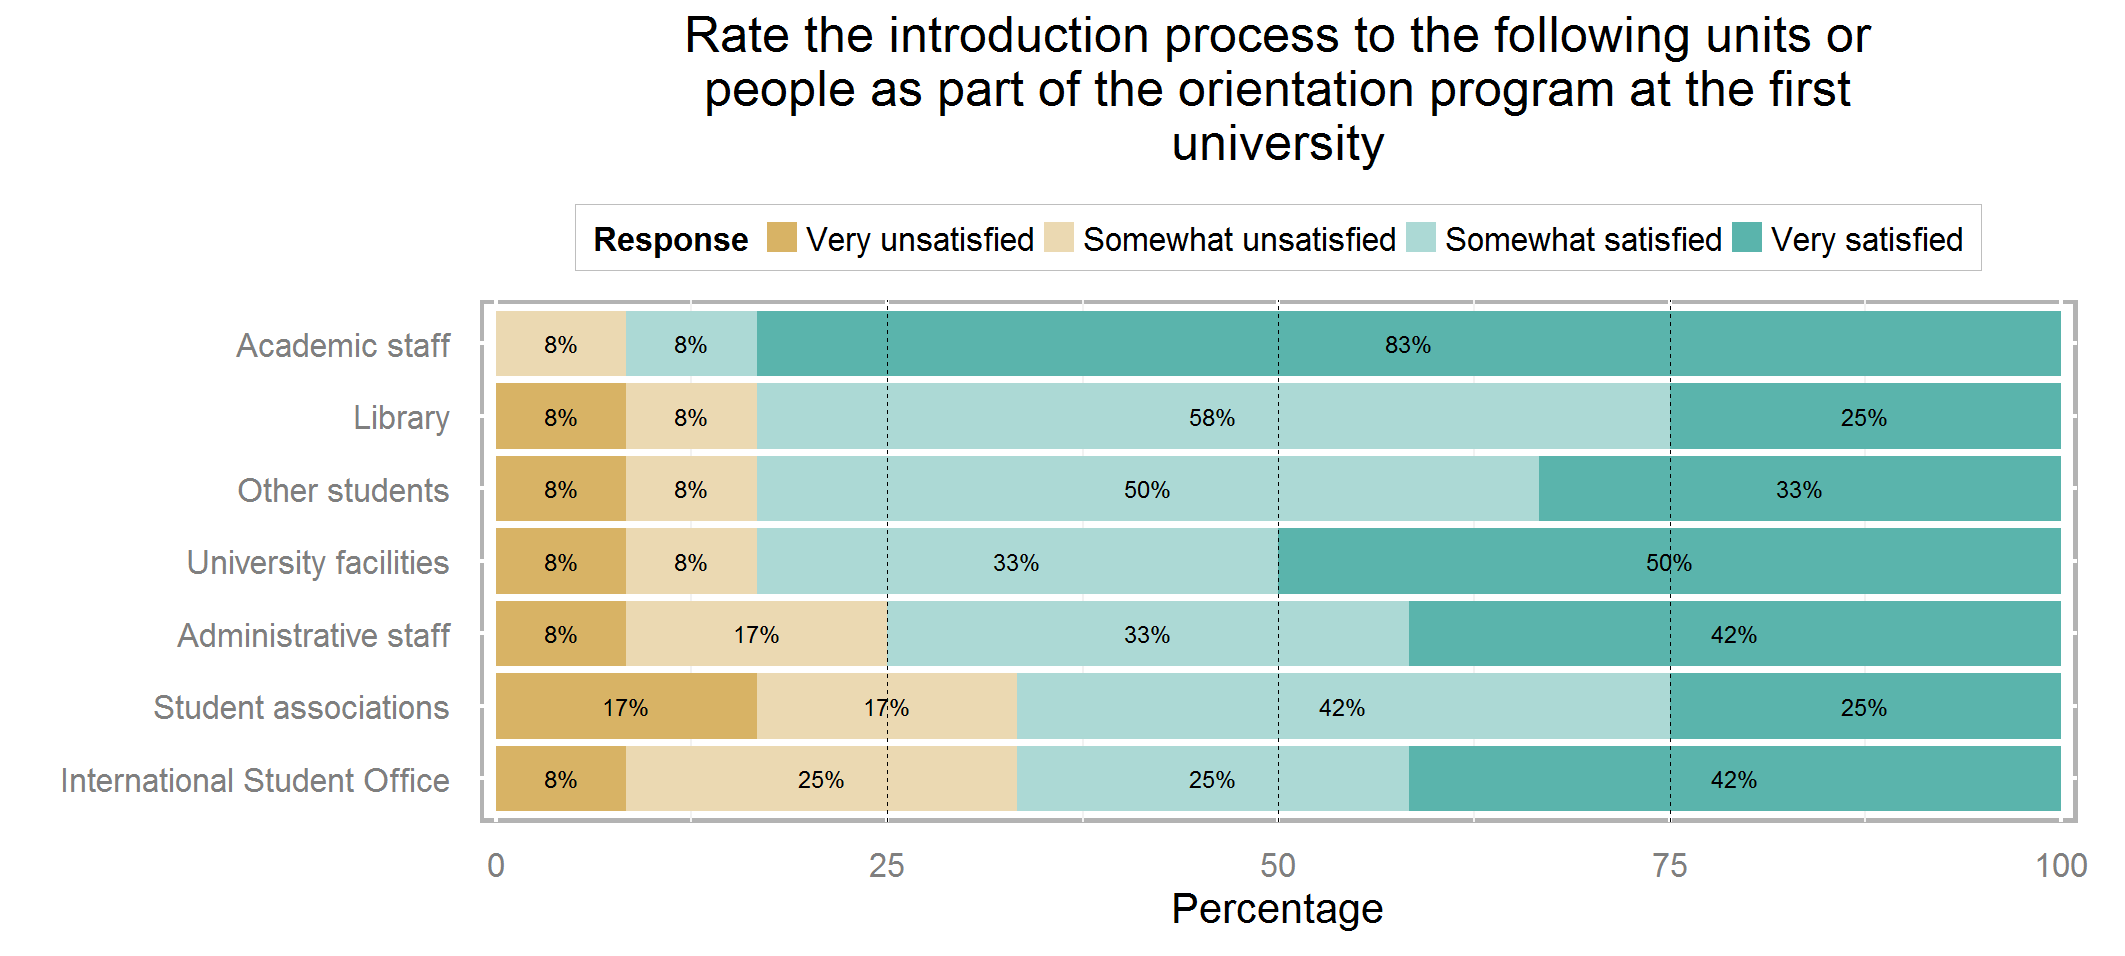 Rate the introduction process to the following units or
people as part of the orientation program at the first
university
Response Very unsatisfied Somewhat unsatisfied Somewhat satisfied Very satisfied
Academic staff 8% 8% 83%
Library 8% 8% 58% 25%
Other students 8% 8% 50% 33%
University facilities 8% 8% 33% 50%
Administrative staff 8% 17% 33% 42%
Student associations 17% 17% 42% 25%
International Student Office 8% 25% 25% 42%
0 25 50 75 100
Percentage